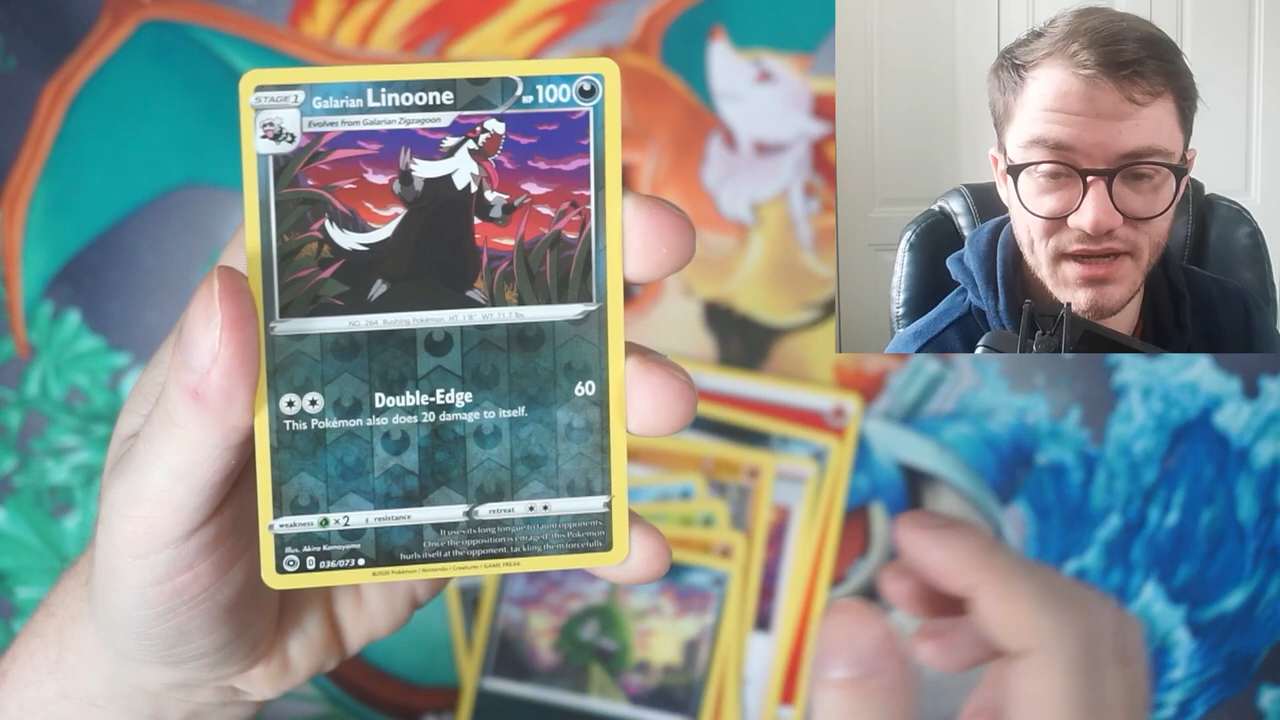 STAGE 1
Galarian Linoone
HP 100
Evolves from Galarian Zigzagoon
NO. 264 Rushing Pokémon HT: 1'8" WT: 71.7 lbs.
Double-Edge 60
This Pokémon also does 20 damage to itself.
weakness ×2 resistance retreat
It uses its long tongue to taunt opponents.
Once the opposition is enraged, this Pokémon
hurls itself at the opponent, tackling them forcefully.
Illus. Akira Komayama
D 036/073
©2020 Pokémon / Nintendo / Creatures / GAME FREAK